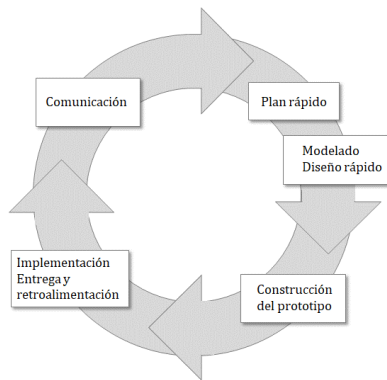 Comunicación
Plan rápido
Modelado
Diseño rápido
Construcción
del prototipo
Implementación
Entrega y
retroalimentación